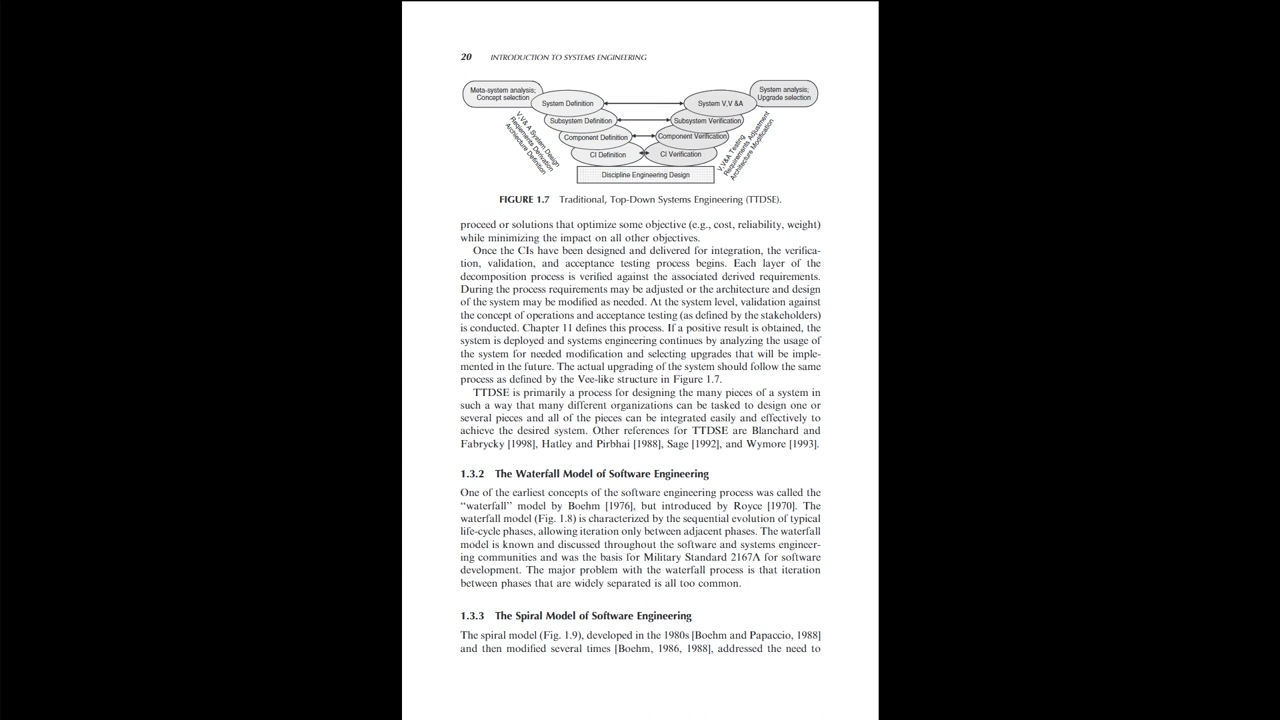 20 INTRODUCTION TO SYSTEMS ENGINEERING
Meta-system analysis;
Concept selection
System analysis;
Upgrade selection
System Definition
System V,V &A
Subsystem Definition
Subsystem Verification
Component Definition
Component Verification
CI Definition
CI Verification
V,V& A System Design
Requirements Derivation
Architecture Definition
V,V&A Testing
Requirements Adjustment
Architecture Modification
Discipline Engineering Design
FIGURE 1.7 Traditional, Top-Down Systems Engineering (TTDSE).
proceed or solutions that optimize some objective (e.g., cost, reliability, weight)
while minimizing the impact on all other objectives.
Once the CIs have been designed and delivered for integration, the verifica-
tion, validation, and acceptance testing process begins. Each layer of the
decomposition process is verified against the associated derived requirements.
During the process requirements may be adjusted or the architecture and design
of the system may be modified as needed. At the system level, validation against
the concept of operations and acceptance testing (as defined by the stakeholders)
is conducted. Chapter 11 defines this process. If a positive result is obtained, the
system is deployed and systems engineering continues by analyzing the usage of
the system for needed modification and selecting upgrades that will be imple-
mented in the future. The actual upgrading of the system should follow the same
process as defined by the Vee-like structure in Figure 1.7.
TTDSE is primarily a process for designing the many pieces of a system in
such a way that many different organizations can be tasked to design one or
several pieces and all of the pieces can be integrated easily and effectively to
achieve the desired system. Other references for TTDSE are Blanchard and
Fabrycky [1998], Hatley and Pirbhai [1988], Sage [1992], and Wymore [1993].
1.3.2 The Waterfall Model of Software Engineering
One of the earliest concepts of the software engineering process was called the
“waterfall” model by Boehm [1976], but introduced by Royce [1970]. The
waterfall model (Fig. 1.8) is characterized by the sequential evolution of typical
life-cycle phases, allowing iteration only between adjacent phases. The waterfall
model is known and discussed throughout the software and systems engineer-
ing communities and was the basis for Military Standard 2167A for software
development. The major problem with the waterfall process is that iteration
between phases that are widely separated is all too common.
1.3.3 The Spiral Model of Software Engineering
The spiral model (Fig. 1.9), developed in the 1980s [Boehm and Papaccio, 1988]
and then modified several times [Boehm, 1986, 1988], addressed the need to